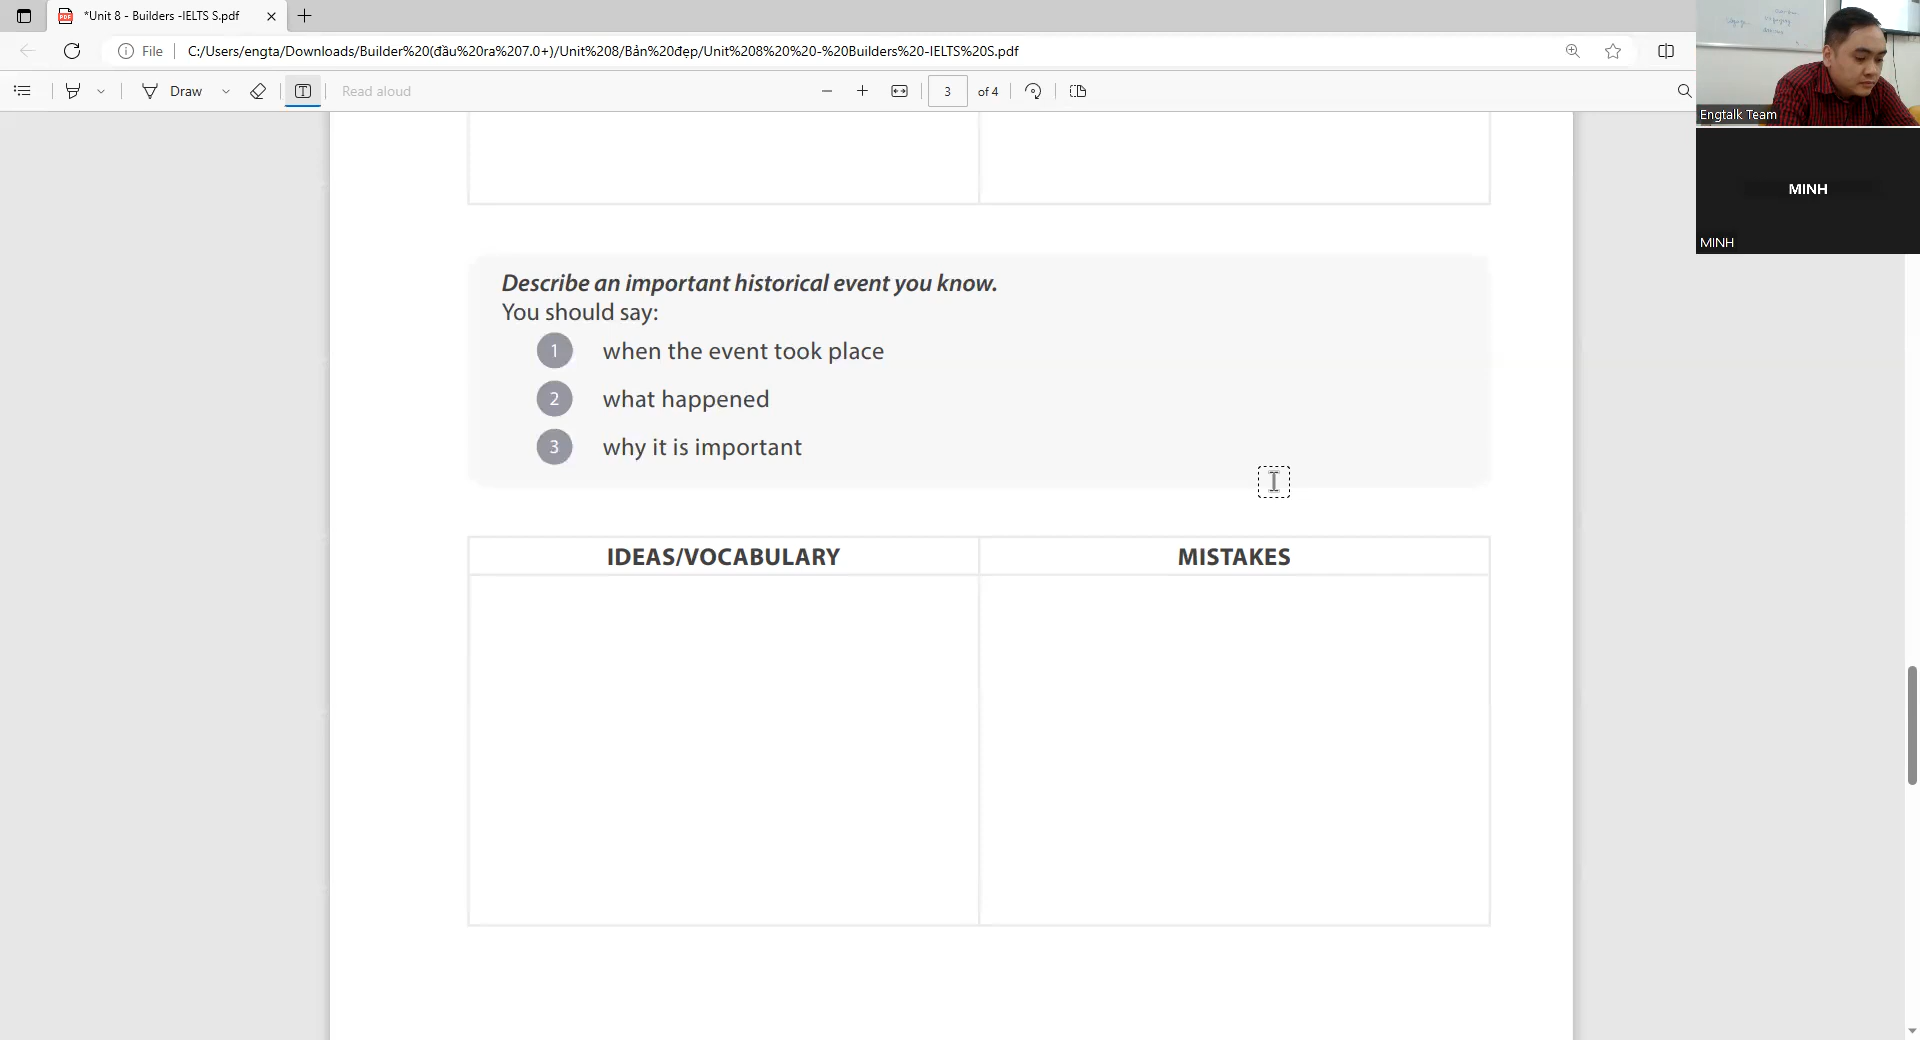 *Unit 8 - Builders -IELTS S.pdf
File
C:/Users/engta/Downloads/Builder%20(đầu%20ra%207.0+)/Unit%208/Bản%20đẹp/Unit%208%20%20-%20Builders%20-IELTS%20S.pdf
Draw
Read aloud
3
of 4
Engtalk Team
MINH
MINH
Describe an important historical event you know.
You should say:
1 when the event took place
2 what happened
3 why it is important
IDEAS/VOCABULARY
MISTAKES